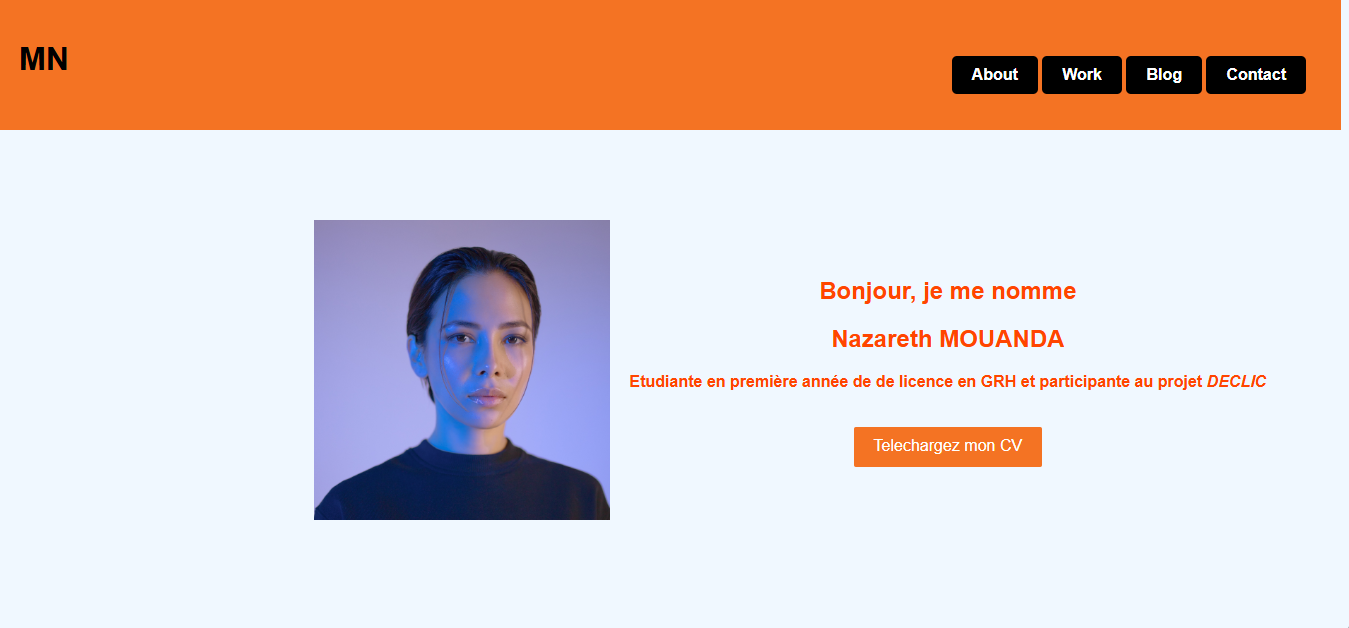 MN
About Work Blog Contact
Bonjour, je me nomme
Nazareth MOUANDA
Etudiante en première année de de licence en GRH et participante au projet DECLIC
Telechargez mon CV